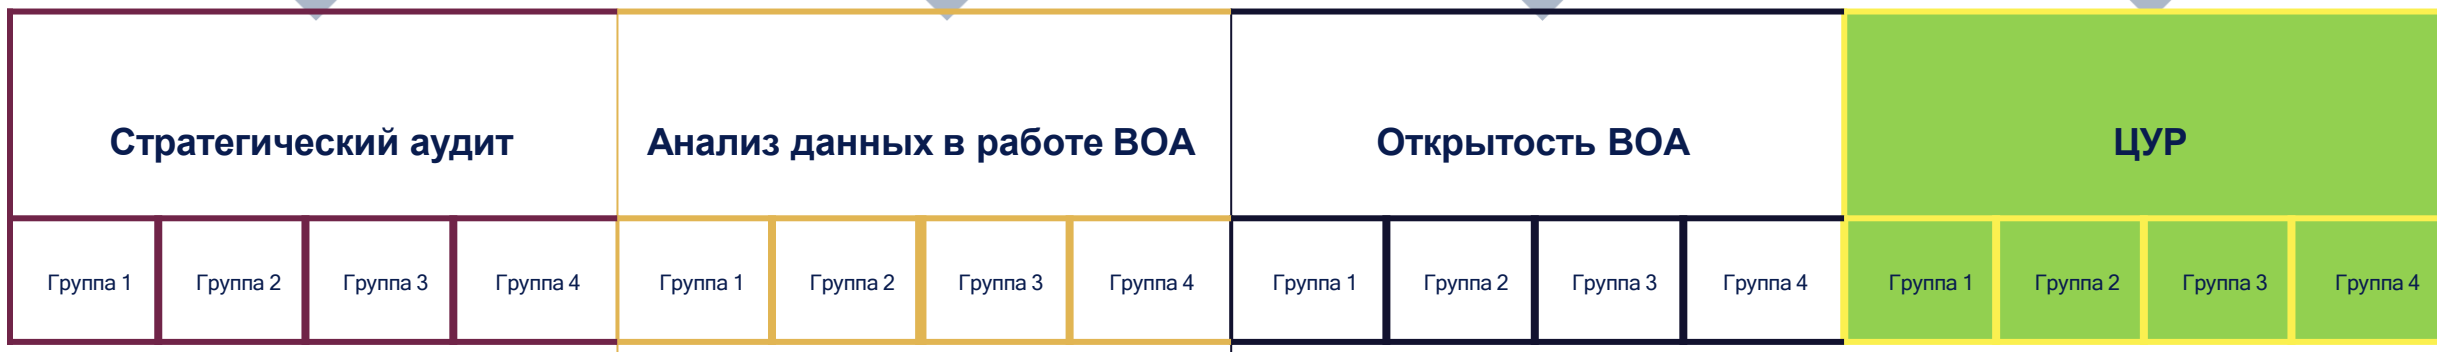 Стратегический аудит
Анализ данных в работе ВОА
Открытость ВОА
ЦУР
Группа 1
Группа 2
Группа 3
Группа 4
Группа 1
Группа 2
Группа 3
Группа 4
Группа 1
Группа 2
Группа 3
Группа 4
Группа 1
Группа 2
Группа 3
Группа 4